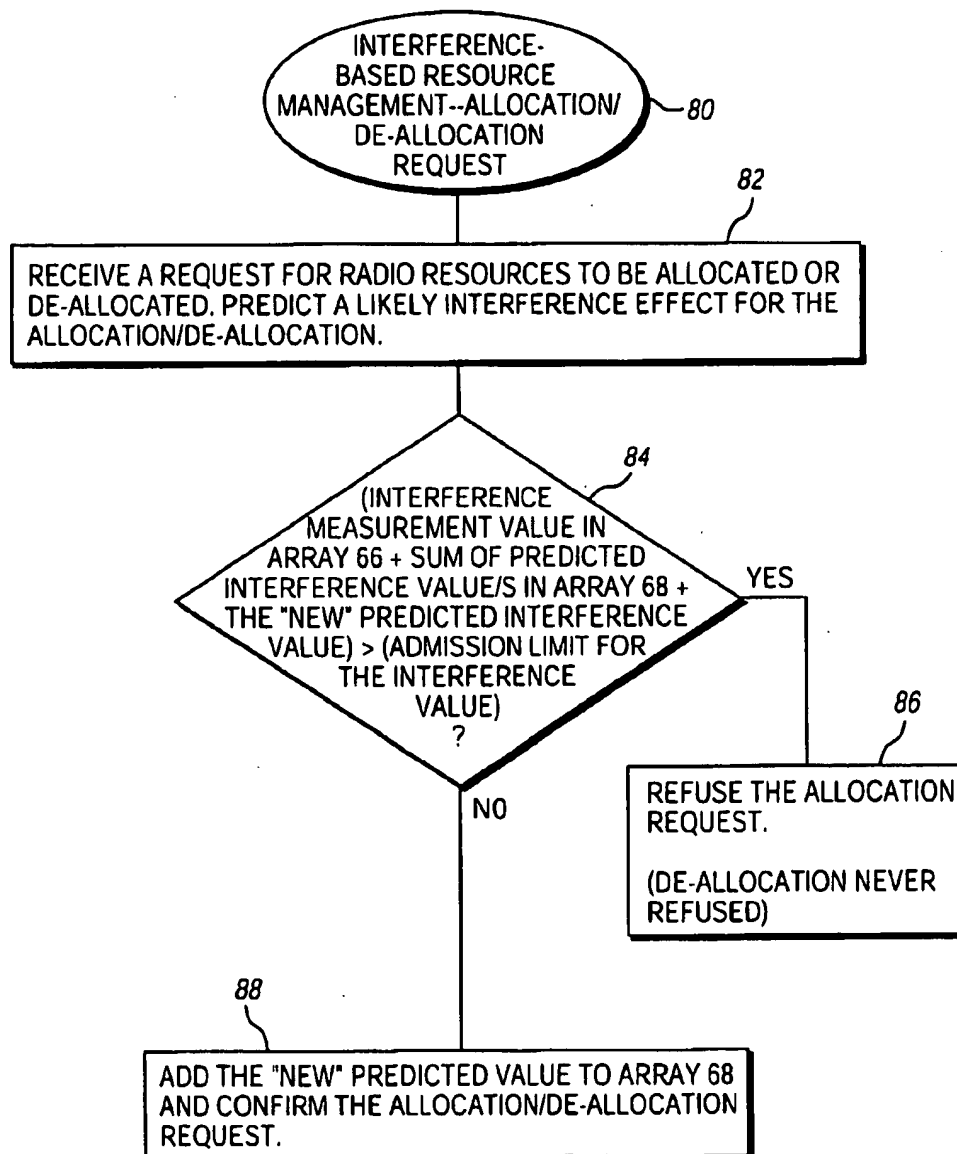 INTERFERENCE-
BASED RESOURCE
MANAGEMENT--ALLOCATION/
DE-ALLOCATION
REQUEST
80
82
RECEIVE A REQUEST FOR RADIO RESOURCES TO BE ALLOCATED OR
DE-ALLOCATED. PREDICT A LIKELY INTERFERENCE EFFECT FOR THE
ALLOCATION/DE-ALLOCATION.
84
(INTERFERENCE
MEASUREMENT VALUE IN
ARRAY 66 + SUM OF PREDICTED
INTERFERENCE VALUE/S IN ARRAY 68 +
THE "NEW" PREDICTED INTERFERENCE
VALUE) > (ADMISSION LIMIT FOR
THE INTERFERENCE
VALUE)
?
YES
86
REFUSE THE ALLOCATION
REQUEST.
(DE-ALLOCATION NEVER
REFUSED)
NO
88
ADD THE "NEW" PREDICTED VALUE TO ARRAY 68
AND CONFIRM THE ALLOCATION/DE-ALLOCATION
REQUEST.